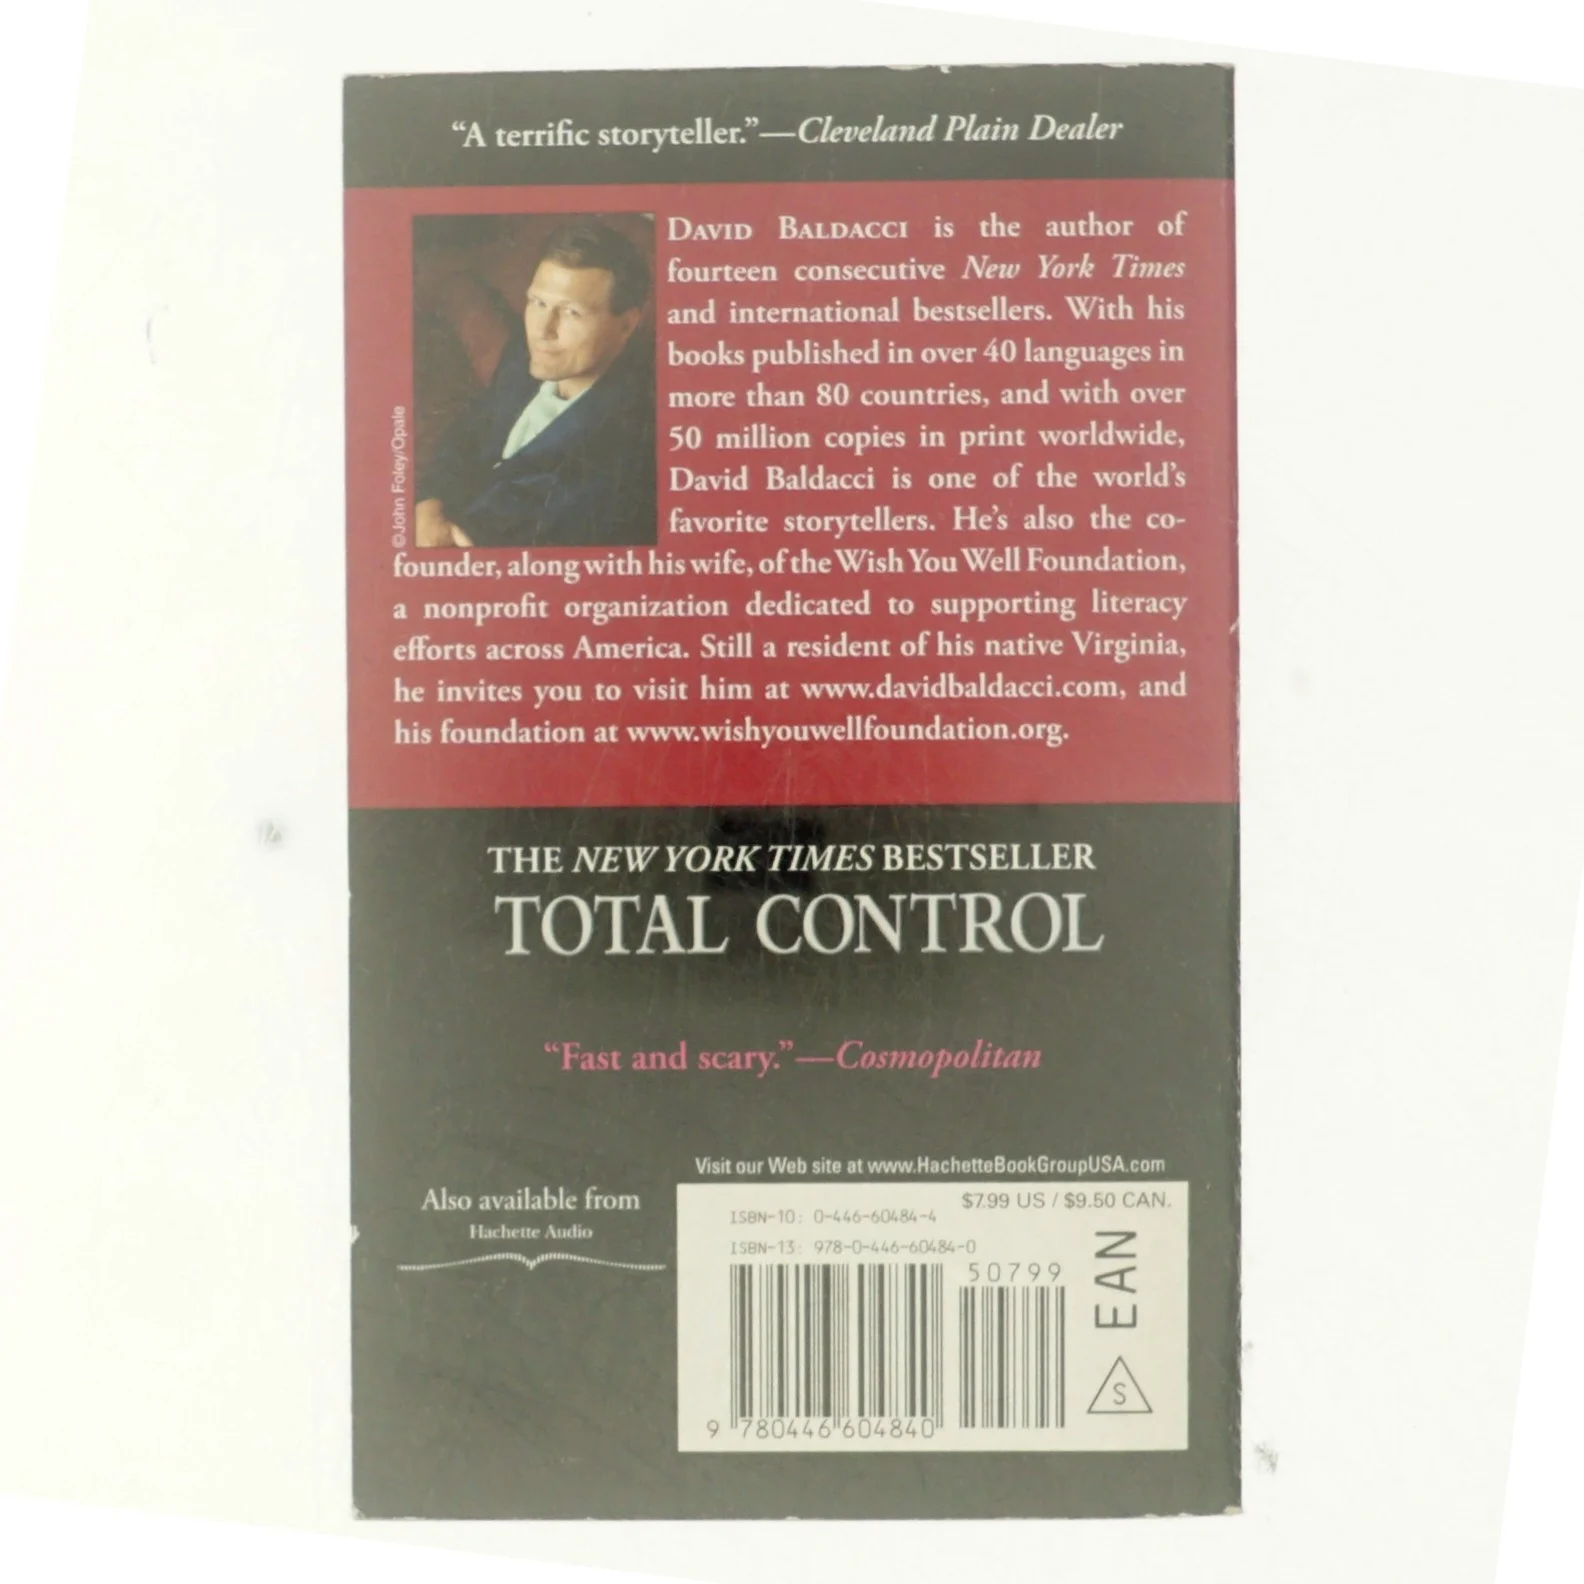 “A terrific storyteller.”—Cleveland Plain Dealer
©John Foley/Opale
DAVID BALDACCI is the author of
fourteen consecutive New York Times
and international bestsellers. With his
books published in over 40 languages in
more than 80 countries, and with over
50 million copies in print worldwide,
David Baldacci is one of the world’s
favorite storytellers. He’s also the co-
founder, along with his wife, of the Wish You Well Foundation,
a nonprofit organization dedicated to supporting literacy
efforts across America. Still a resident of his native Virginia,
he invites you to visit him at www.davidbaldacci.com, and
his foundation at www.wishyouwellfoundation.org.
THE NEW YORK TIMES BESTSELLER
TOTAL CONTROL
“Fast and scary.”—Cosmopolitan
Also available from
Hachette Audio
Visit our Web site at www.HachetteBookGroupUSA.com
$7.99 US / $9.50 CAN.
ISBN-10: 0-446-60484-4
ISBN-13: 978-0-446-60484-0
50799
EAN
S
9 780446 604840